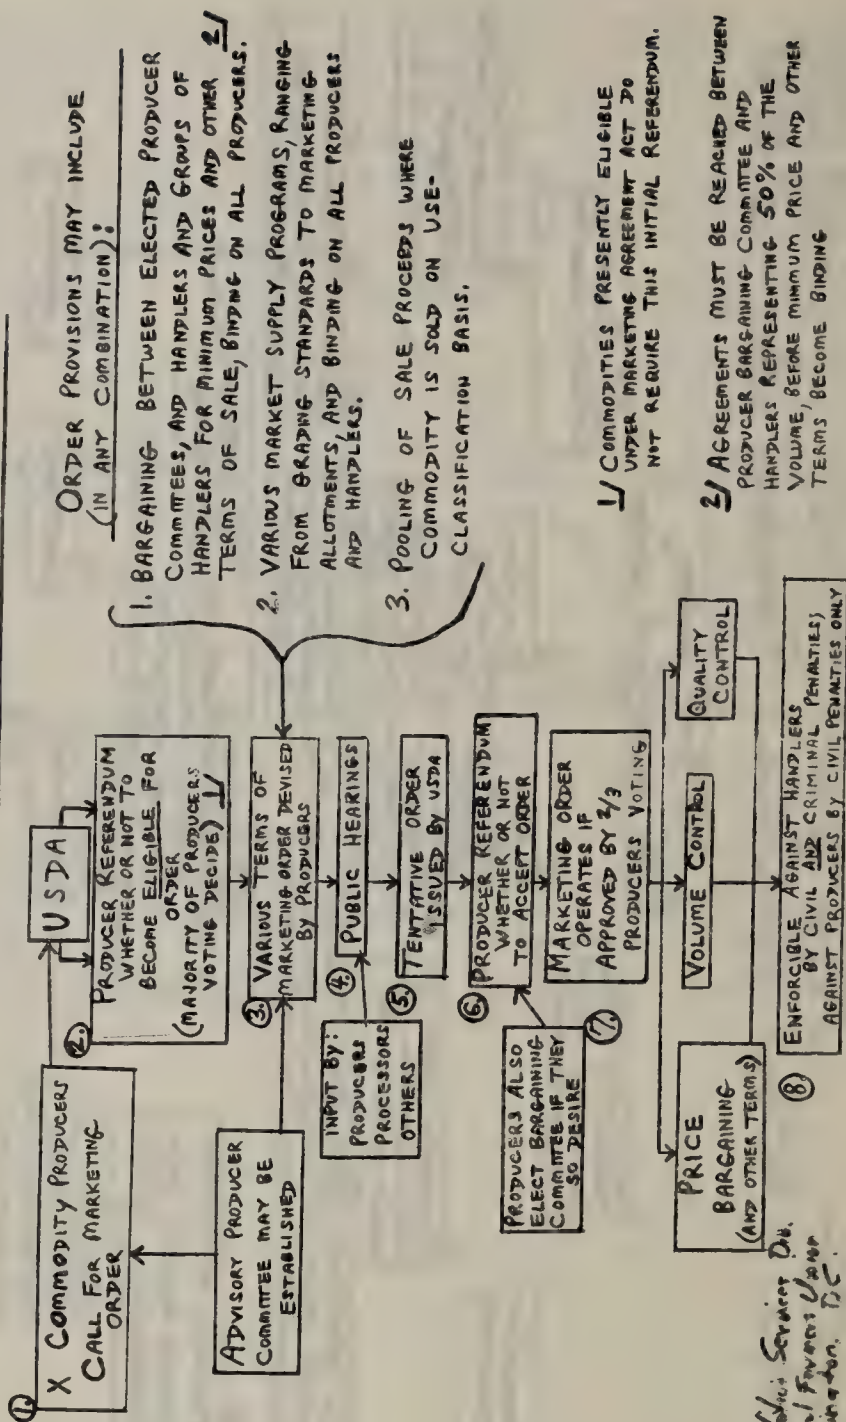 ①
X COMMODITY PRODUCERS
CALL FOR MARKETING
ORDER
USDA
②.
PRODUCER REFERENDUM
WHETHER OR NOT TO
BECOME ELIGIBLE FOR
ORDER
(MAJORITY OF PRODUCERS
VOTING DECIDE) 1/
ADVISORY PRODUCER
COMMITTEE MAY BE
ESTABLISHED
③.
VARIOUS TERMS OF
MARKETING ORDER DEVISED
BY PRODUCERS
ORDER PROVISIONS MAY INCLUDE
(IN ANY COMBINATION):
1. BARGAINING BETWEEN ELECTED PRODUCER
COMMITTEES, AND HANDLERS AND GROUPS OF
HANDLERS FOR MINIMUM PRICES AND OTHER 2/
TERMS OF SALE, BINDING ON ALL PRODUCERS.
2. VARIOUS MARKET SUPPLY PROGRAMS, RANGING
FROM GRADING STANDARDS TO MARKETING
ALLOTMENTS, AND BINDING ON ALL PRODUCERS
AND HANDLERS.
3. POOLING OF SALE PROCEEDS WHERE
COMMODITY IS SOLD ON USE-
CLASSIFICATION BASIS.
④.
PUBLIC HEARINGS
INPUT BY:
PRODUCERS
PROCESSORS
OTHERS
⑤
TENTATIVE ORDER
ISSUED BY USDA
⑥
PRODUCER REFERENDUM
WHETHER OR NOT
TO ACCEPT ORDER
PRODUCERS ALSO
ELECT BARGAINING
COMMITTEE IF THEY
SO DESIRE
⑦.
MARKETING ORDER
OPERATES IF
APPROVED BY 2/3
PRODUCERS VOTING
PRICE
BARGAINING
(AND OTHER TERMS)
VOLUME CONTROL
QUALITY
CONTROL
⑧
ENFORCIBLE AGAINST HANDLERS
BY CIVIL AND CRIMINAL PENALTIES;
AGAINST PRODUCERS BY CIVIL PENALTIES ONLY
1/ COMMODITIES PRESENTLY ELIGIBLE
UNDER MARKETING AGREEMENT ACT DO
NOT REQUIRE THIS INITIAL REFERENDUM.
2/ AGREEMENTS MUST BE REACHED BETWEEN
PRODUCER BARGAINING COMMITTEE AND
HANDLERS REPRESENTING 50% OF THE
VOLUME, BEFORE MINIMUM PRICE AND OTHER
TERMS BECOME BINDING
Services Div.
Farmers Union
D.C.